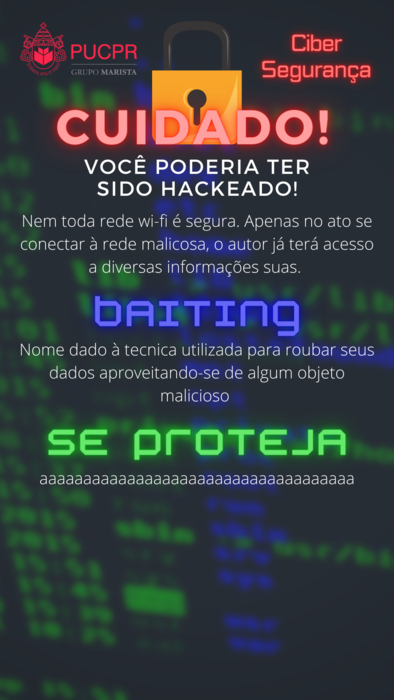 PUCPR
GRUPO MARISTA
Ciber
Segurança
CUIDADO!
VOCÊ PODERIA TER
SIDO HACKEADO!
Nem toda rede wi-fi é segura. Apenas no ato se
conectar à rede malicosa, o autor já terá acesso
a diversas informações suas.
BAITING
Nome dado à tecnica utilizada para roubar seus
dados aproveitando-se de algum objeto
malicioso
SE PROTEJA
aaaaaaaaaaaaaaaaaaaaaaaaaaaaaaaaaaaa